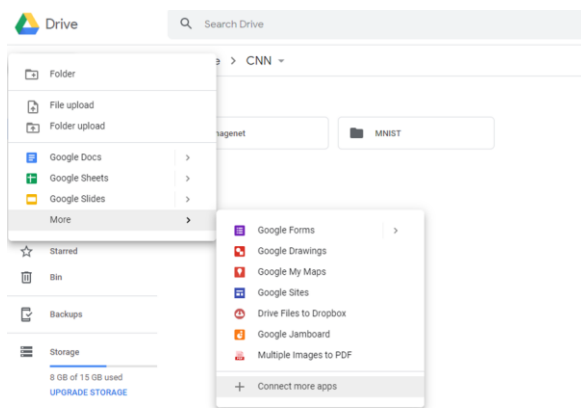 Drive
Search Drive
> CNN
Folder
File upload
Folder upload
MNIST
Google Docs
Google Sheets
Google Slides
More
Google Forms
Google Drawings
Google My Maps
Google Sites
Drive Files to Dropbox
Google Jamboard
Multiple Images to PDF
+ Connect more apps
Starred
Bin
Backups
Storage
8 GB of 15 GB used
UPGRADE STORAGE